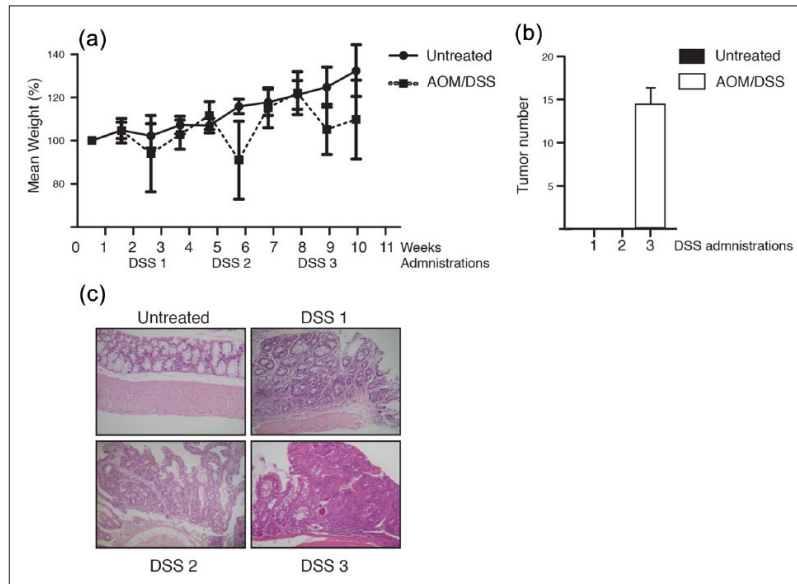 (a)
140
120
100
80
Mean Weight (%)
Untreated
AOM/DSS
0 1 2 3 4 5 6 7 8 9 10 11 Weeks
DSS 1 DSS 2 DSS 3 Admnistrations
(b)
Untreated
AOM/DSS
20
15
10
5
Tumor number
1 2 3 DSS admnistrations
(c)
Untreated DSS 1
DSS 2 DSS 3